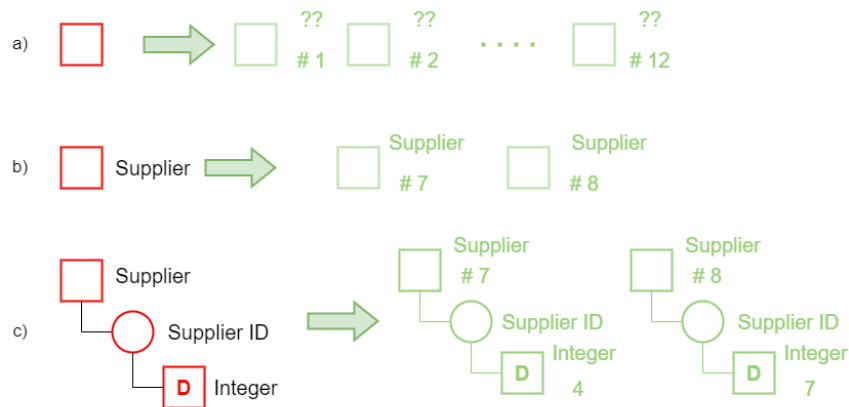 ?? ?? ??
a) # 1 # 2 . . . . # 12
Supplier Supplier
b) Supplier # 7 # 8
Supplier Supplier
Supplier # 7 # 8
c) Supplier ID Supplier ID Supplier ID
Integer Integer
D Integer D 4 D 7